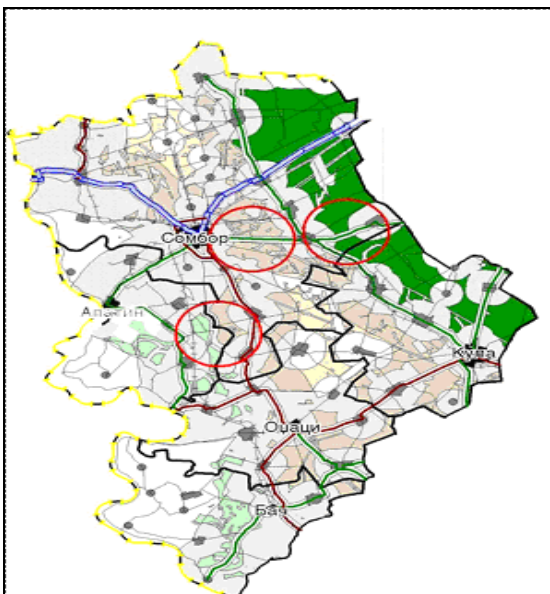 Сомбор
Апатин
Кула
Оџаци
Бач